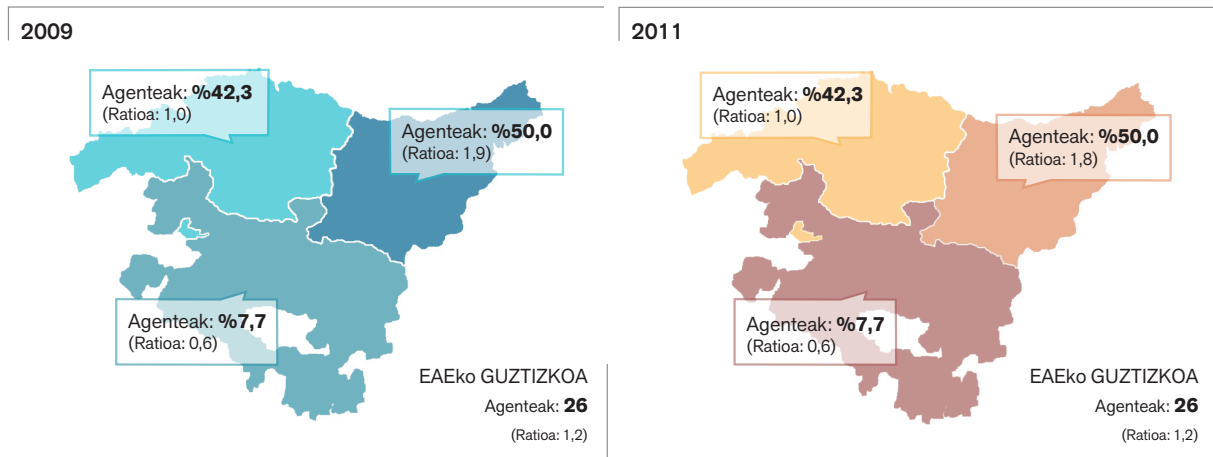 2009
Agenteak: %42,3
(Ratioa: 1,0)
Agenteak: %50,0
(Ratioa: 1,9)
Agenteak: %7,7
(Ratioa: 0,6)
EAEko GUZTIZKOA
Agenteak: 26
(Ratioa: 1,2)
2011
Agenteak: %42,3
(Ratioa: 1,0)
Agenteak: %50,0
(Ratioa: 1,8)
Agenteak: %7,7
(Ratioa: 0,6)
EAEko GUZTIZKOA
Agenteak: 26
(Ratioa: 1,2)